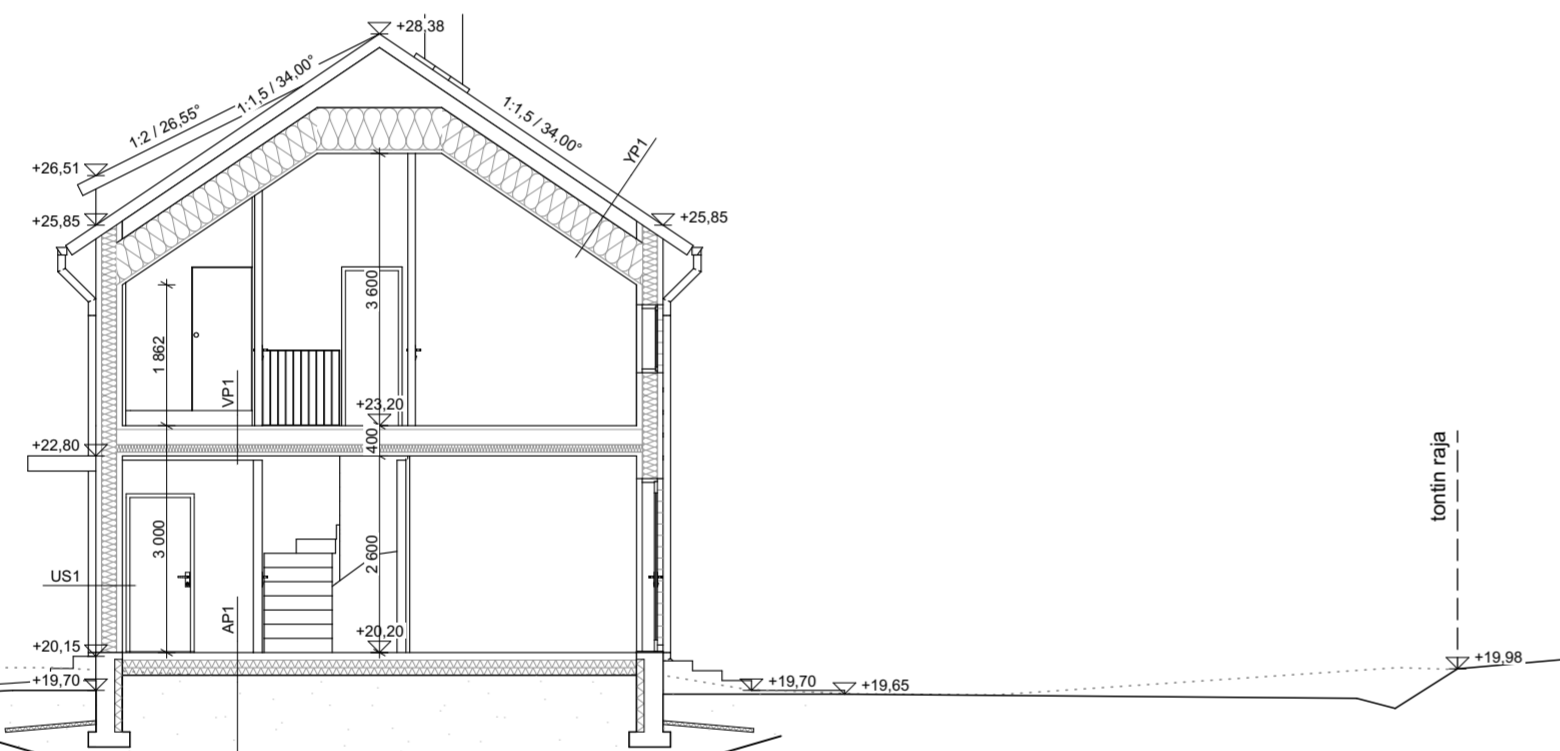 +28,38
1:2 / 26,55°
1:1,5 / 34,00°
1:1,5 / 34,00°
YP1
+26,51
+25,85
+25,85
3 600
1 862
VP1
+23,20
400
+22,80
tontin raja
3 000
2 600
US1
AP1
+20,20
+20,15
+19,98
+19,70
+19,70
+19,65